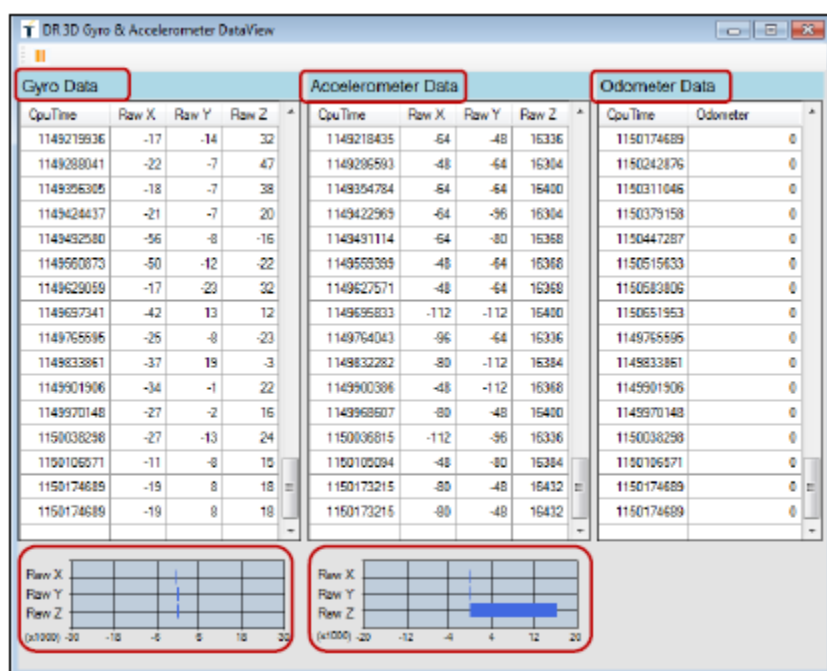 DR 3D Gyro & Accelerometer DataView
Gyro Data Accelerometer Data Odometer Data
CpuTime Raw X Raw Y Raw Z CpuTime Raw X Raw Y Raw Z CpuTime Odometer
1149219936 -17 -14 32 1149218435 -64 -48 16336 1150174689 0
1149288041 -22 -7 47 1149286593 -48 -64 16304 1150242876 0
1149356305 -18 -7 38 1149354784 -64 -64 16400 1150311046 0
1149424437 -21 -7 20 1149422969 -64 -96 16304 1150379158 0
1149492580 -56 -8 -16 1149491114 -64 -80 16368 1150447287 0
1149560873 -50 -12 -22 1149559399 -48 -64 16368 1150515633 0
1149629059 -17 -23 32 1149627571 -48 -64 16368 1150583806 0
1149697341 -42 13 12 1149695833 -112 -112 16400 1150651953 0
1149765595 -25 -8 -23 1149764043 -96 -64 16336 1149765595 0
1149833861 -37 19 -3 1149832282 -80 -112 16384 1149833861 0
1149901906 -34 -1 22 1149900386 -48 -112 16368 1149901906 0
1149970148 -27 -2 16 1149968607 -80 -48 16400 1149970148 0
1150038298 -27 -13 24 1150036815 -112 -96 16336 1150038298 0
1150106571 -11 -8 15 1150105094 -48 -80 16384 1150106571 0
1150174689 -19 8 18 1150173215 -80 -48 16432 1150174689 0
1150174689 -19 8 18 1150173215 -80 -48 16432 1150174689 0
Raw X Raw X
Raw Y Raw Y
Raw Z Raw Z
(x1000) -30 -18 -6 6 18 30 (x1000) -20 -12 -4 4 12 20